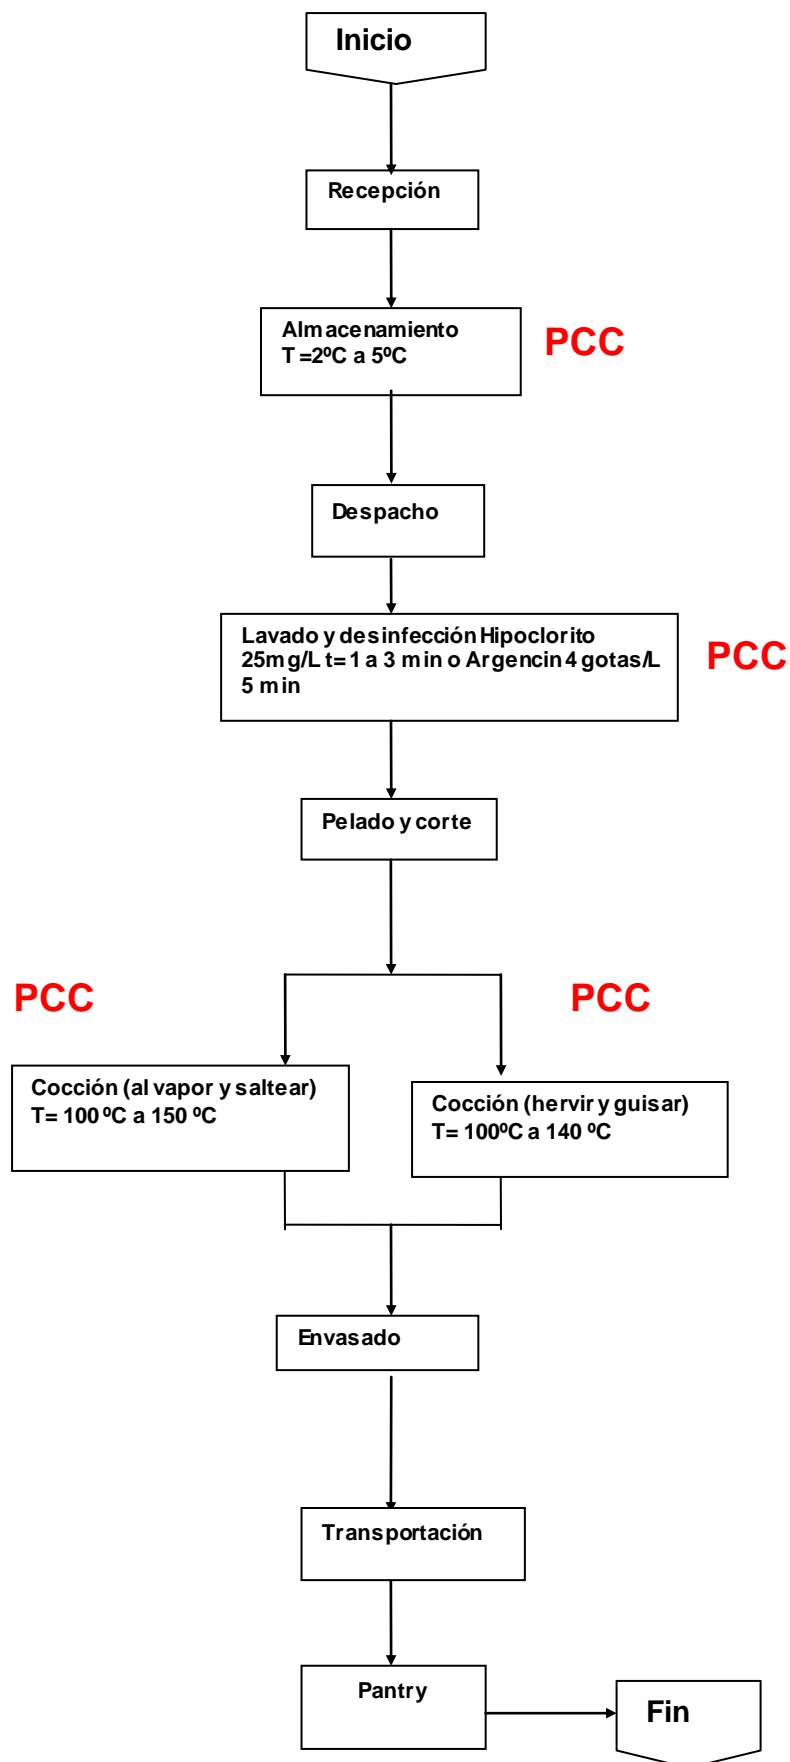 Inicio
Recepción
Almacenamiento
T =2ºC a 5ºC
PCC
Despacho
Lavado y desinfección Hipoclorito
25mg/L t= 1 a 3 min o Argencin 4 gotas/L
5 min
PCC
Pelado y corte
PCC
PCC
Cocción (al vapor y saltear)
T= 100 ºC a 150 ºC
Cocción (hervir y guisar)
T= 100ºC a 140 ºC
Envasado
Transportación
Pantry
Fin